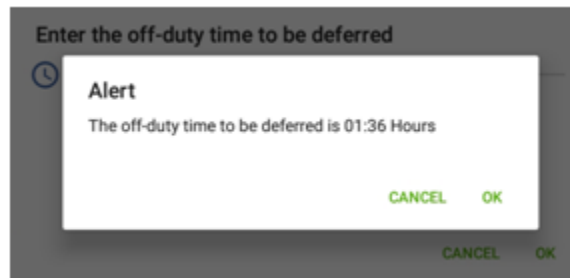 Enter the off-duty time to be deferred
Alert
The off-duty time to be deferred is 01:36 Hours
CANCEL OK
CANCEL OK